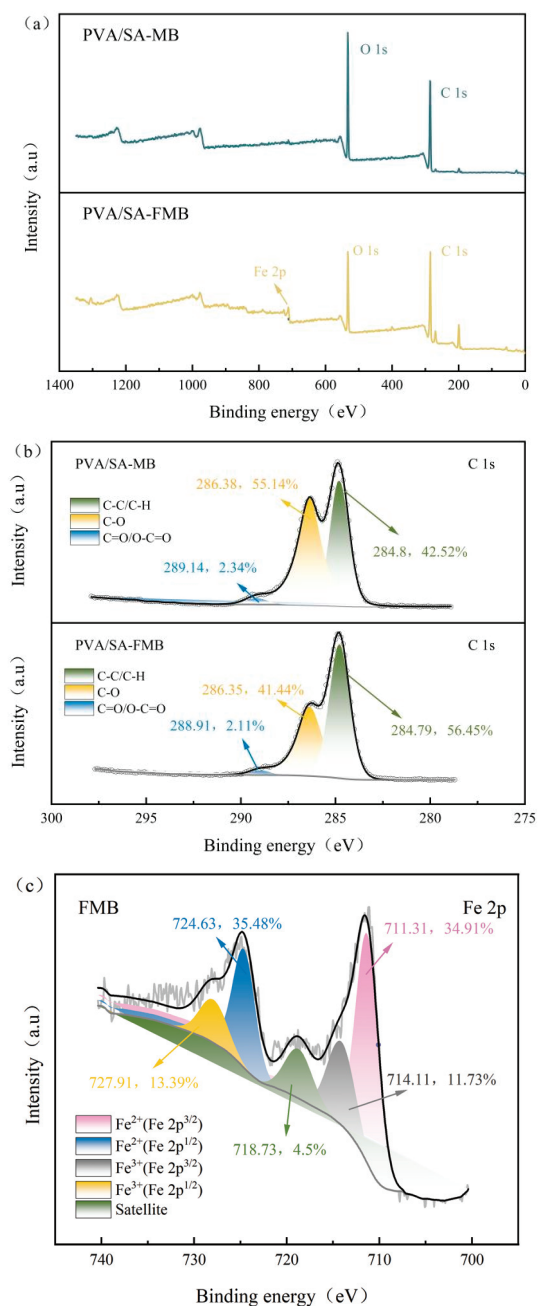 (a)
PVA/SA-MB
O 1s
C 1s
PVA/SA-FMB
Fe 2p
O 1s
C 1s
Intensity（a.u）
Intensity（a.u）
1400 1200 1000 800 600 400 200 0
Binding energy（eV）
(b)
PVA/SA-MB
C 1s
C-C/C-H
C-O
C=O/O-C=O
286.38，55.14%
289.14，2.34%
284.8，42.52%
PVA/SA-FMB
C 1s
C-C/C-H
C-O
C=O/O-C=O
286.35，41.44%
288.91，2.11%
284.79，56.45%
Intensity（a.u）
Intensity（a.u）
300 295 290 285 280 275
Binding energy（eV）
(c)
FMB
Fe 2p
724.63，35.48%
711.31，34.91%
727.91，13.39%
718.73，4.5%
714.11，11.73%
Fe²⁺(Fe 2p³/²)
Fe²⁺(Fe 2p¹/²)
Fe³⁺(Fe 2p³/²)
Fe³⁺(Fe 2p¹/²)
Satellite
Intensity（a.u）
740 730 720 710 700
Binding energy（eV）